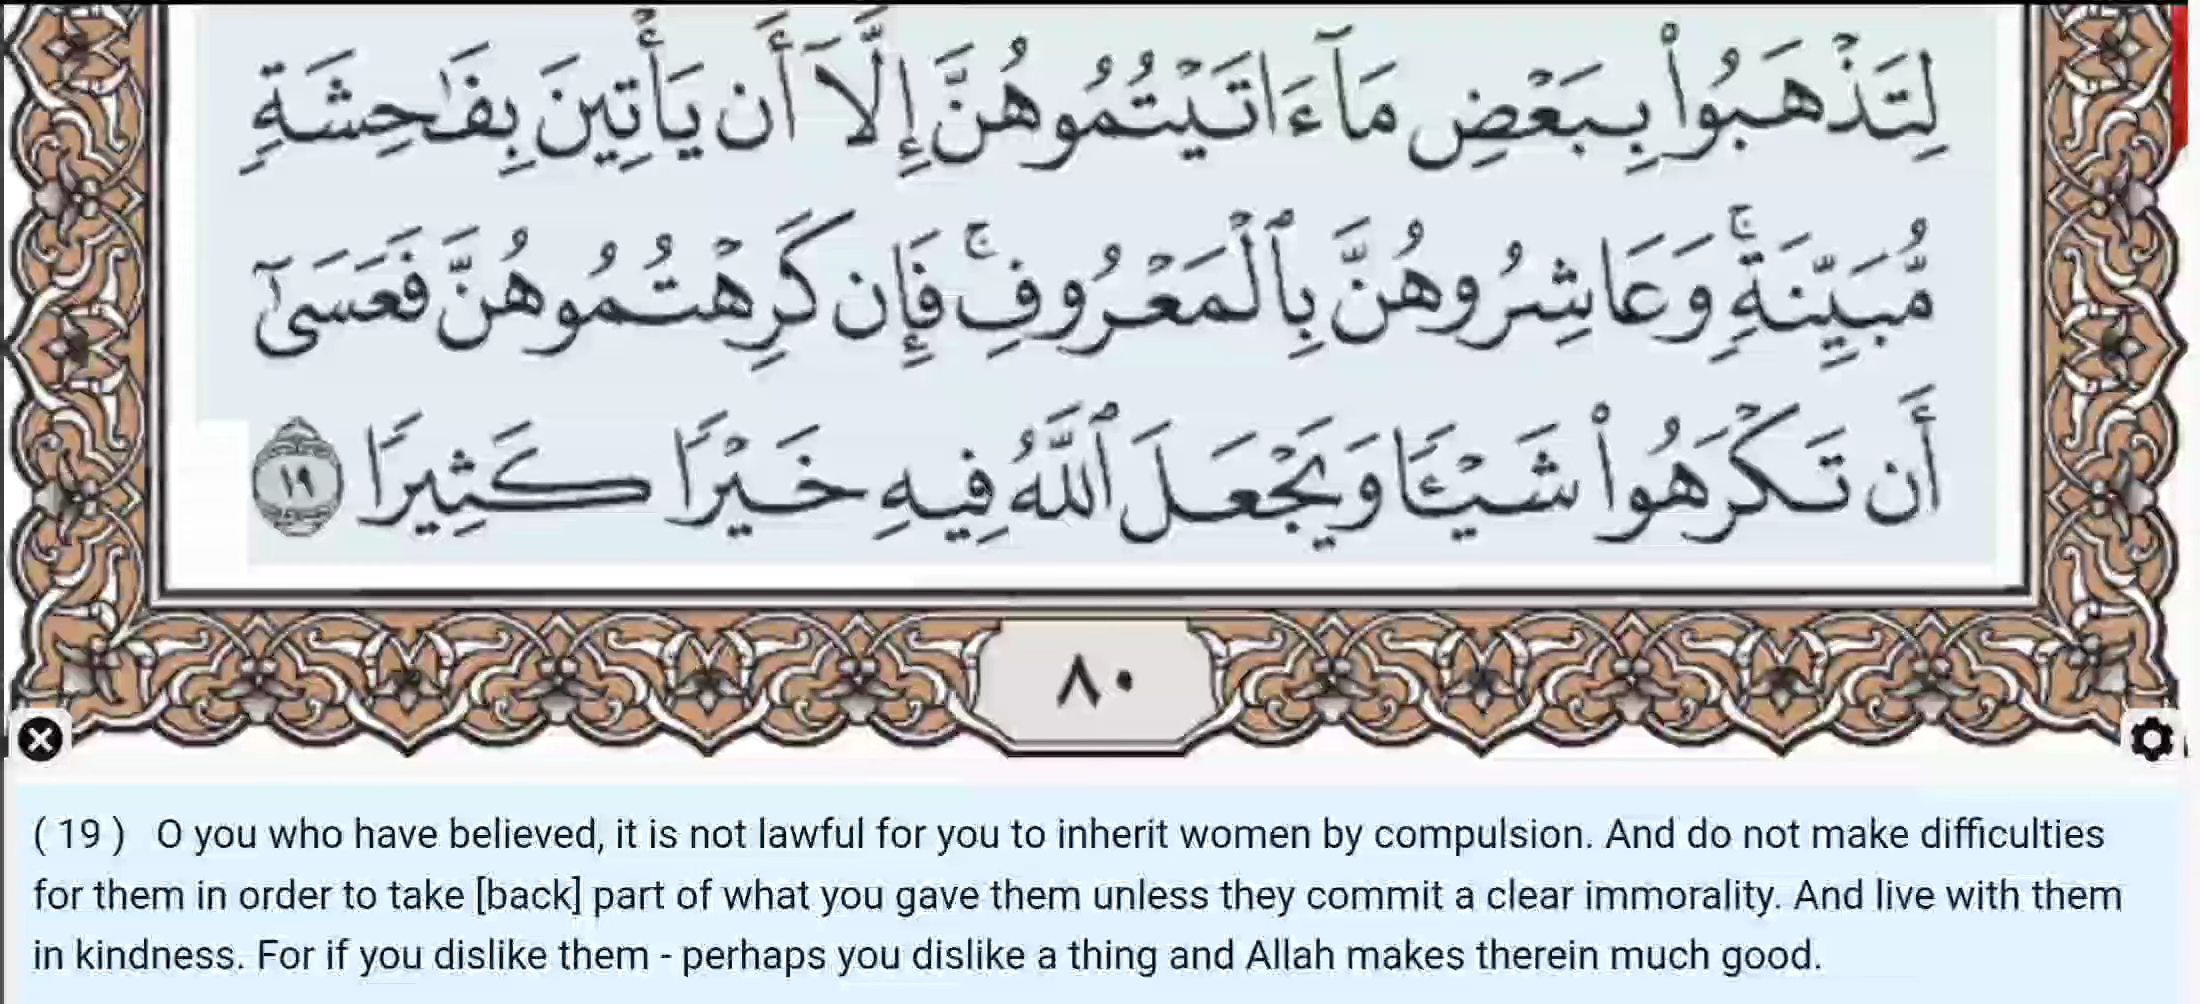 لِتَذْهَبُوا۟ بِبَعْضِ مَآ ءَاتَيْتُمُوهُنَّ إِلَّآ أَن يَأْتِينَ بِفَـٰحِشَةٍ
مُّبَيِّنَةٍ ۚ وَعَاشِرُوهُنَّ بِٱلْمَعْرُوفِ ۚ فَإِن كَرِهْتُمُوهُنَّ فَعَسَىٰٓ
أَن تَكْرَهُوا۟ شَيْـًٔا وَيَجْعَلَ ٱللَّهُ فِيهِ خَيْرًا كَثِيرًا ١٩
٨٠
( 19 ) O you who have believed, it is not lawful for you to inherit women by compulsion. And do not make difficulties
for them in order to take [back] part of what you gave them unless they commit a clear immorality. And live with them
in kindness. For if you dislike them - perhaps you dislike a thing and Allah makes therein much good.